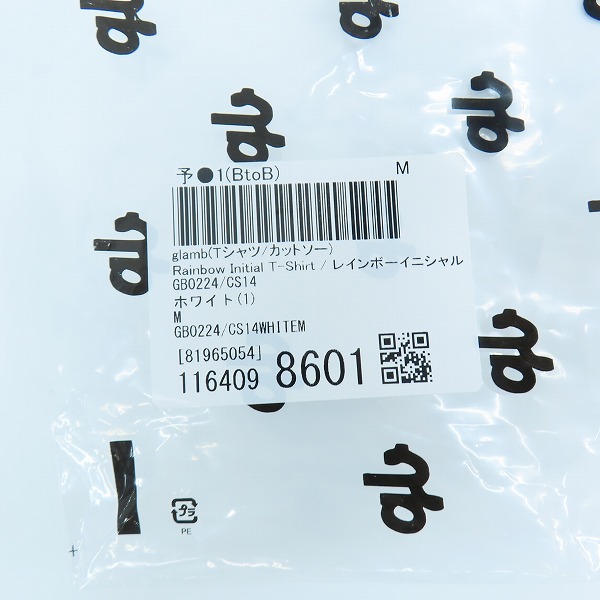 予●1(BtoB) M
glamb(Tシャツ/カットソー)
Rainbow Initial T-Shirt / レインボーイニシャル
GB0224/CS14
ホワイト(1)
M
GB0224/CS14WHITEM
[81965054]
116409 8601
プラ
PE